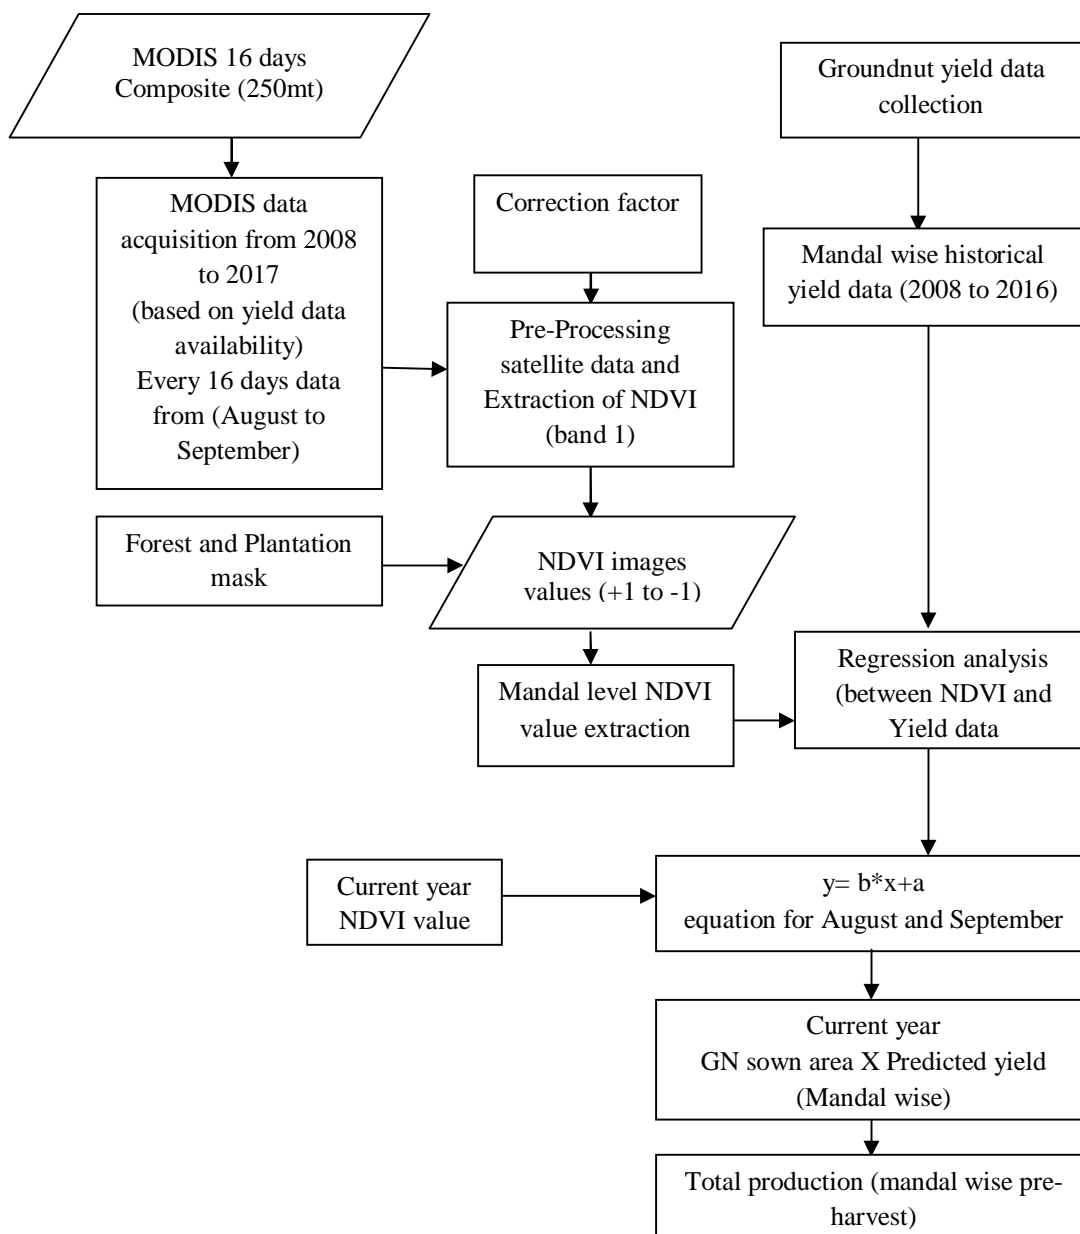 MODIS 16 days
Composite (250mt)
Groundnut yield data
collection
MODIS data
acquisition from 2008
to 2017
(based on yield data
availability)
Every 16 days data
from (August to
September)
Correction factor
Mandal wise historical
yield data (2008 to 2016)
Pre-Processing
satellite data and
Extraction of NDVI
(band 1)
Forest and Plantation
mask
NDVI images
values (+1 to -1)
Mandal level NDVI
value extraction
Regression analysis
(between NDVI and
Yield data
Current year
NDVI value
y= b*x+a
equation for August and September
Current year
GN sown area X Predicted yield
(Mandal wise)
Total production (mandal wise pre-
harvest)